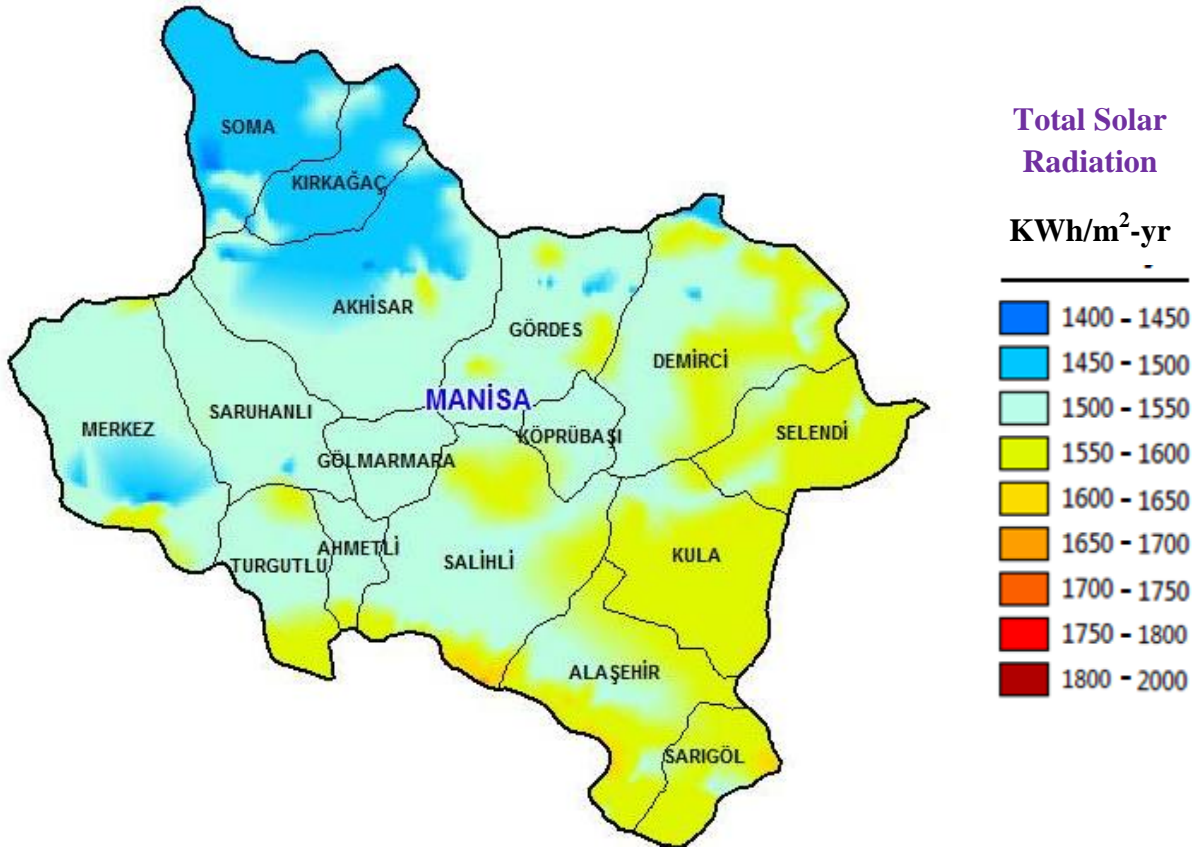 SOMA
KIRKAĞAÇ
AKHİSAR
GÖRDES
DEMİRCİ
MANİSA
SARUHANLI
MERKEZ
KÖPRÜBAŞI
SELENDİ
GÖLMARMARA
AHMETLİ
TURGUTLU
SALİHLİ
KULA
ALAŞEHİR
SARIGÖL
Total Solar
Radiation
KWh/m²-yr
1400 - 1450
1450 - 1500
1500 - 1550
1550 - 1600
1600 - 1650
1650 - 1700
1700 - 1750
1750 - 1800
1800 - 2000